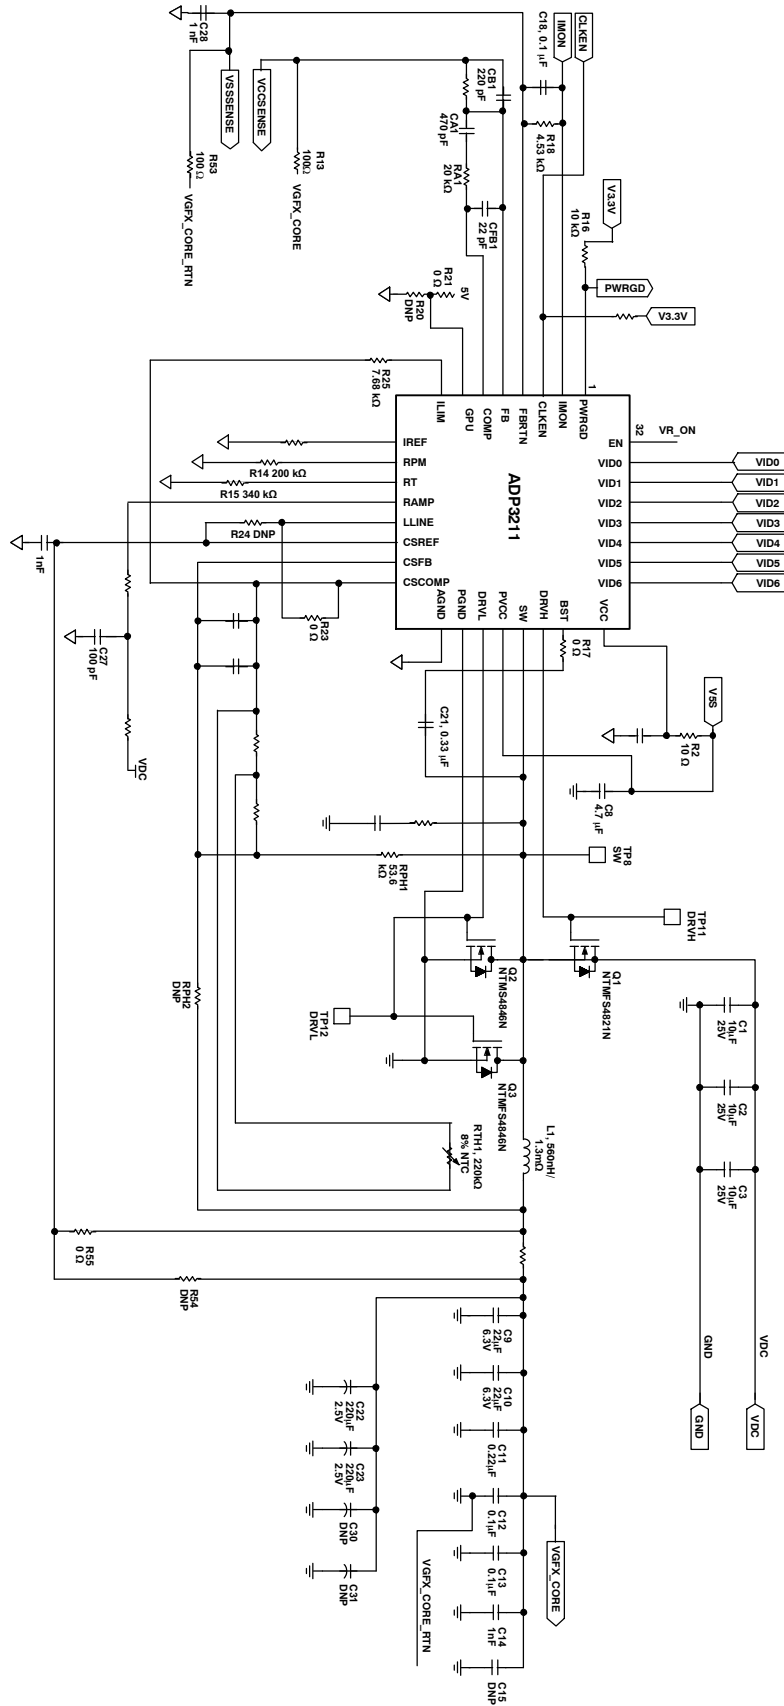 C28
1 nF
VSSSENSE
R53
100 Ω
VGFX_CORE_RTN
VCCSENSE
R13
100Ω
VGFX_CORE
CB1
220 pF
CA1
470 pF
RA1
20 kΩ
CFB1
22 pF
C18, 0.1 μF
IMON
CLKEN
R18
4.53 kΩ
V3.3V
R16
10 kΩ
PWRGD
V3.3V
5V
R21
0 Ω
R20
DNP
R25
7.68 kΩ
1
32
VR_ON
ILIM
GPU
COMP
FB
FBRTN
CLKEN
IMON
PWRGD
ADP3211
IREF
RPM
RT
RAMP
LLINE
CSREF
CSFB
CSCOMP
EN
VID0
VID1
VID2
VID3
VID4
VID5
VID6
AGND
PGND
DRVL
PVCC
SW
DRVH
BST
VCC
VID0
VID1
VID2
VID3
VID4
VID5
VID6
R14 200 kΩ
R15 340 kΩ
R24 DNP
1nF
R23
0 Ω
C27
100 pF
VDC
R17
0 Ω
C21, 0.33 μF
V5S
R2
10 Ω
C8
4.7 μF
TP8
SW
RPH1
53.6
kΩ
TP11
DRVH
Q2
NTMS4846N
Q1
NTMFS4821N
RPH2
DNP
TP12
DRVL
Q3
NTMFS4846N
C1
10μF
25V
C2
10μF
25V
C3
10μF
25V
L1, 560nH/
1.3mΩ
RTH1, 220kΩ
8% NTC
R55
0 Ω
R54
DNP
GND
VDC
GND
VDC
C9
22μF
6.3V
C10
22μF
6.3V
C11
0.22μF
C12
0.1μF
C13
0.1μF
C14
1nF
C15
DNP
C22
220μF
2.5V
C23
220μF
2.5V
C30
DNP
C31
DNP
VGFX_CORE
VGFX_CORE_RTN